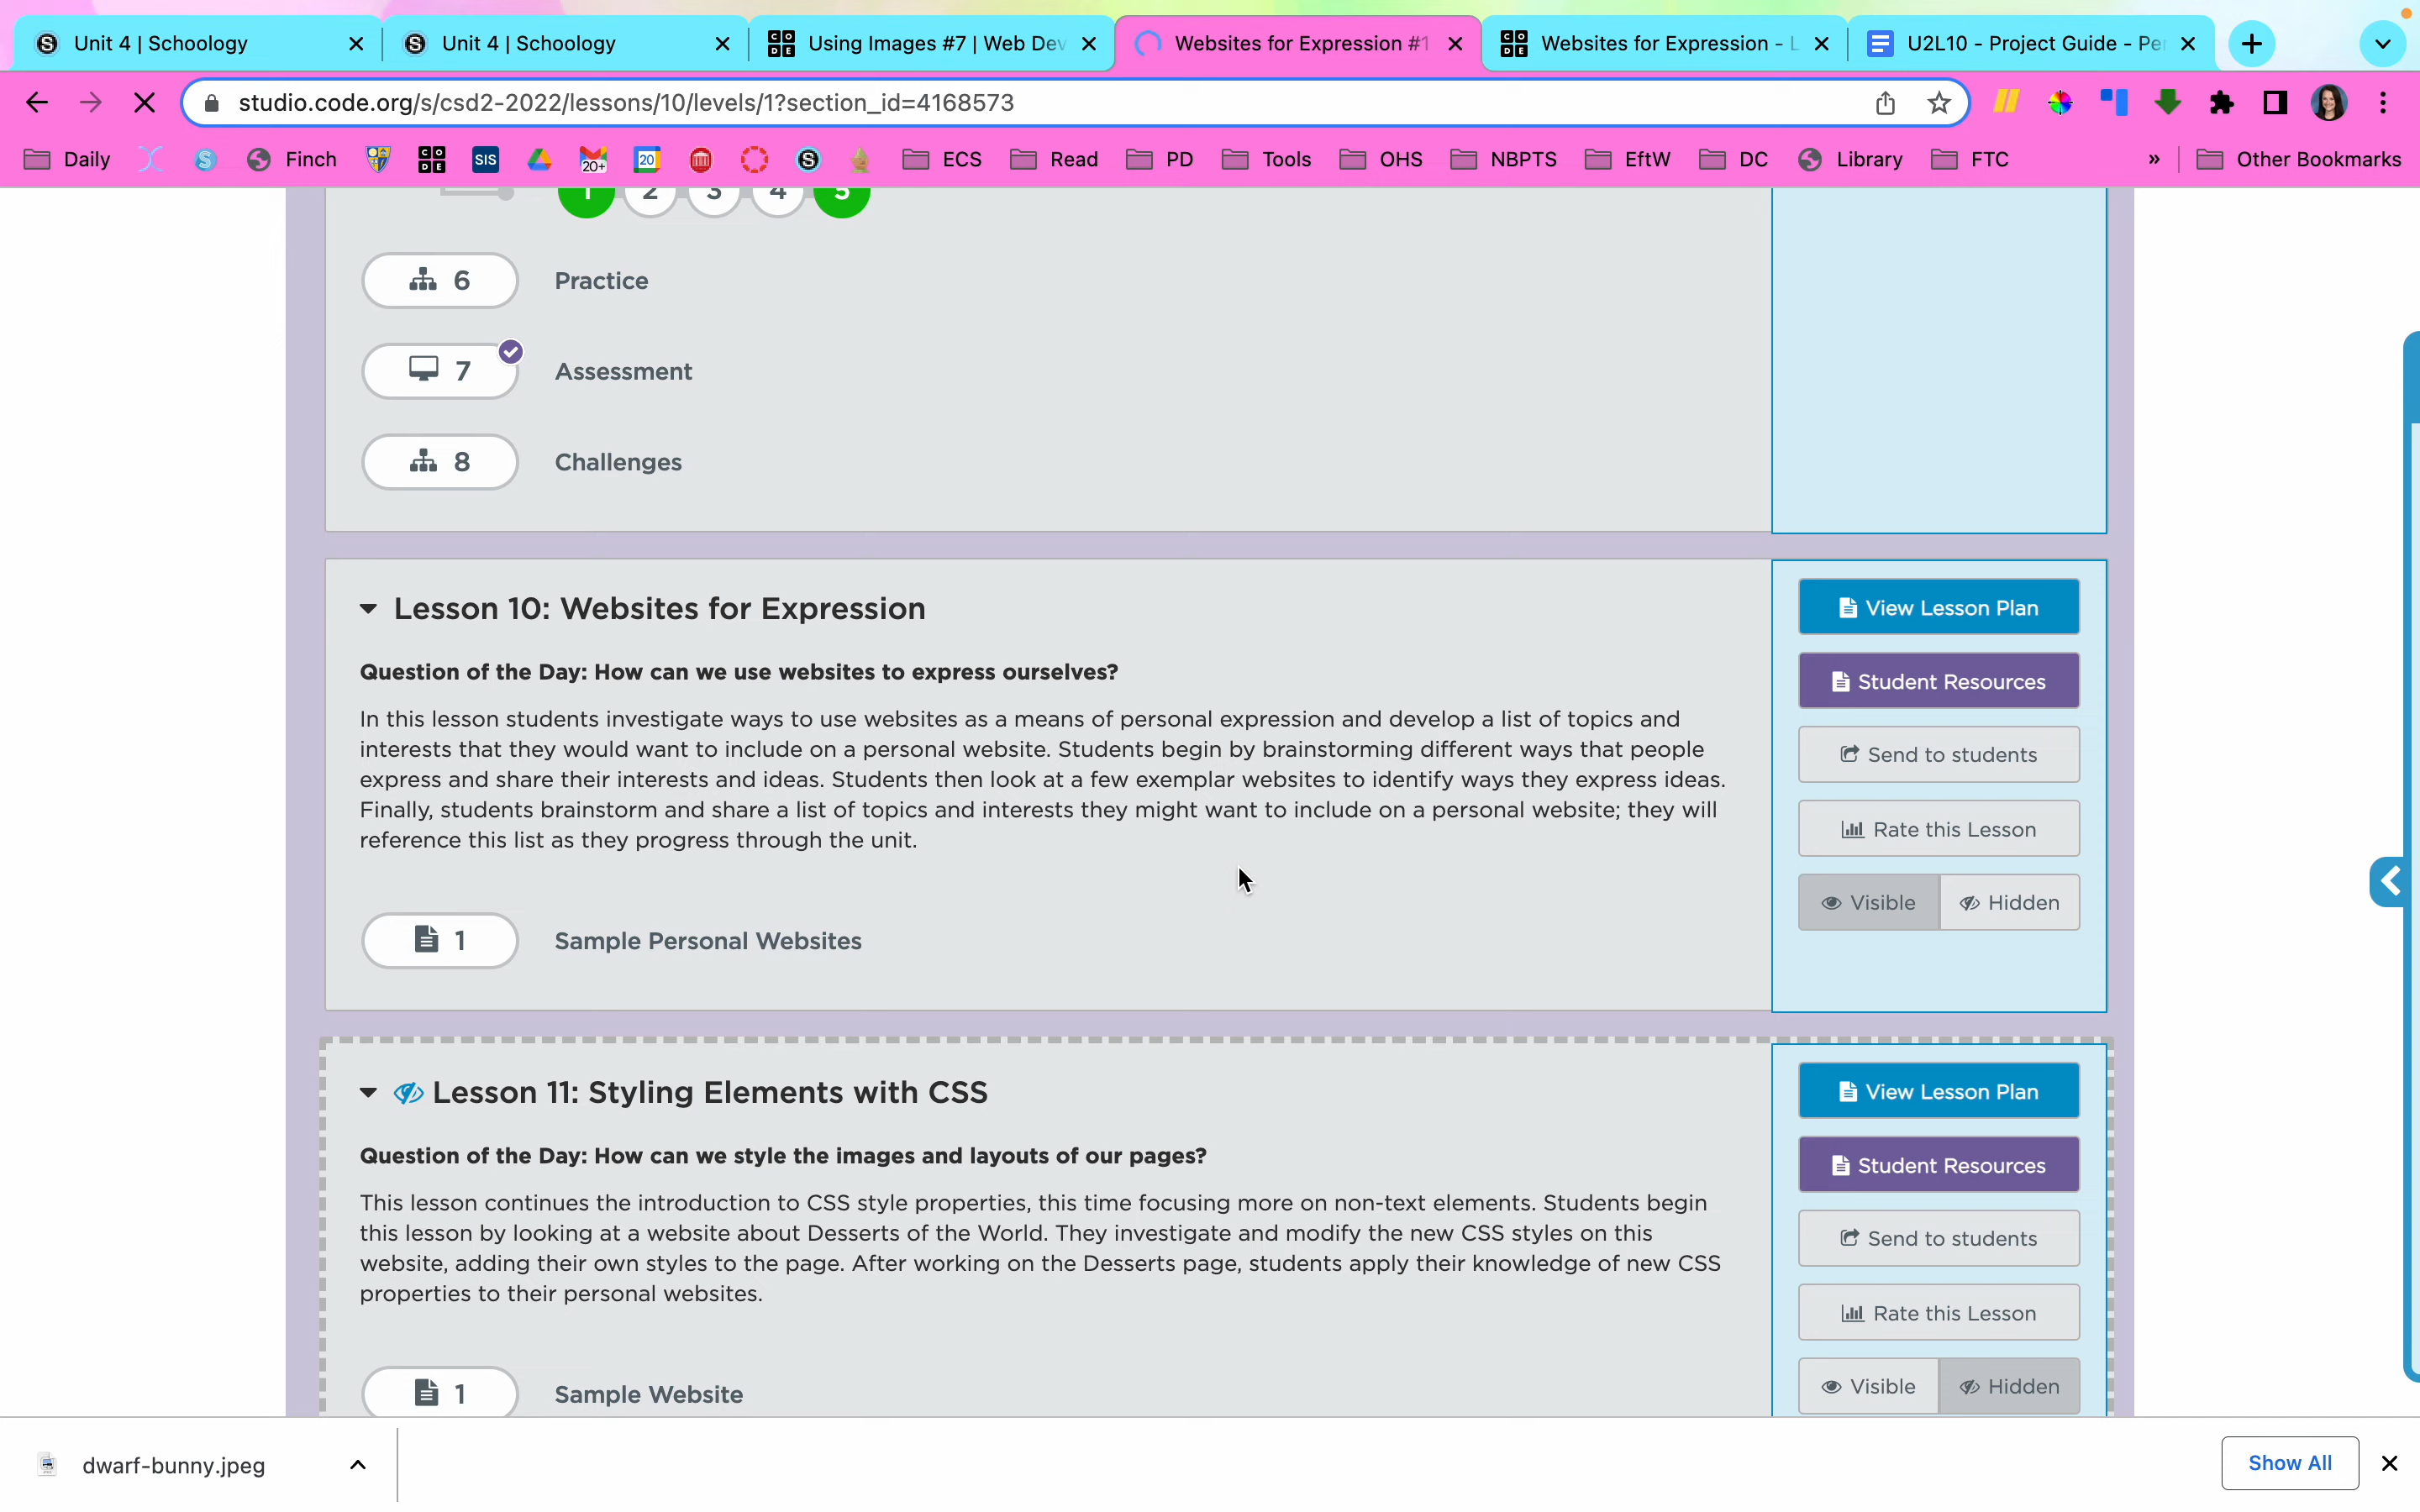 Unit 4 | Schoology
Unit 4 | Schoology
Using Images #7 | Web Dev
Websites for Expression #1
Websites for Expression - L
U2L10 - Project Guide - Pe
studio.code.org/s/csd2-2022/lessons/10/levels/1?section_id=4168573
Daily
Finch
CODE
SIS
20+
20
ECS
Read
PD
Tools
OHS
NBPTS
EftW
DC
Library
FTC
»
Other Bookmarks
1 2 3 4 5
6 Practice
7 Assessment
8 Challenges
Lesson 10: Websites for Expression
Question of the Day: How can we use websites to express ourselves?
In this lesson students investigate ways to use websites as a means of personal expression and develop a list of topics and
interests that they would want to include on a personal website. Students begin by brainstorming different ways that people
express and share their interests and ideas. Students then look at a few exemplar websites to identify ways they express ideas.
Finally, students brainstorm and share a list of topics and interests they might want to include on a personal website; they will
reference this list as they progress through the unit.
1 Sample Personal Websites
View Lesson Plan
Student Resources
Send to students
Rate this Lesson
Visible Hidden
Lesson 11: Styling Elements with CSS
Question of the Day: How can we style the images and layouts of our pages?
This lesson continues the introduction to CSS style properties, this time focusing more on non-text elements. Students begin
this lesson by looking at a website about Desserts of the World. They investigate and modify the new CSS styles on this
website, adding their own styles to the page. After working on the Desserts page, students apply their knowledge of new CSS
properties to their personal websites.
1 Sample Website
View Lesson Plan
Student Resources
Send to students
Rate this Lesson
Visible Hidden
dwarf-bunny.jpeg
Show All